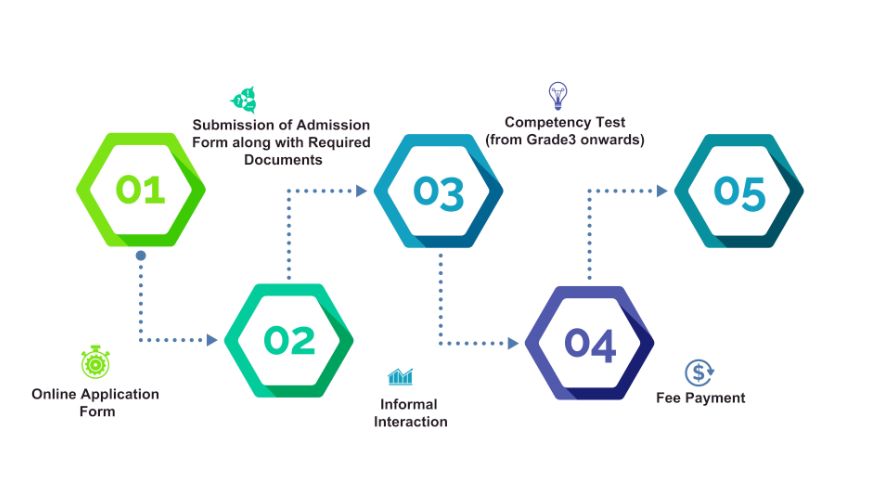 01
Online Application
Form
Submission of Admission
Form along with Required
Documents
02
03
Informal
Interaction
Competency Test
(from Grade3 onwards)
04
05
$
Fee Payment